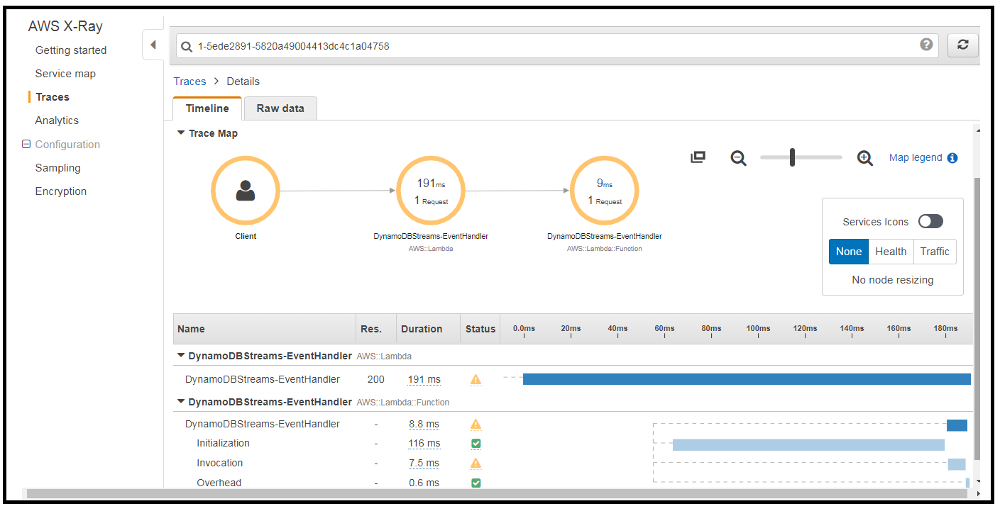 AWS X-Ray
Getting started
Service map
Traces
Analytics
Configuration
Sampling
Encryption
1-5ede2891-5820a49004413dc4c1a04758
Traces > Details
Timeline Raw data
Trace Map
Map legend
191ms
1 Request
9ms
1 Request
Client
DynamoDBStreams-EventHandler
AWS::Lambda
DynamoDBStreams-EventHandler
AWS::Lambda::Function
Services Icons
None Health Traffic
No node resizing
Name Res. Duration Status 0.0ms 20ms 40ms 60ms 80ms 100ms 120ms 140ms 160ms 180ms
DynamoDBStreams-EventHandler AWS::Lambda
DynamoDBStreams-EventHandler 200 191 ms
DynamoDBStreams-EventHandler AWS::Lambda::Function
DynamoDBStreams-EventHandler - 8.8 ms
Initialization - 116 ms
Invocation - 7.5 ms
Overhead - 0.6 ms